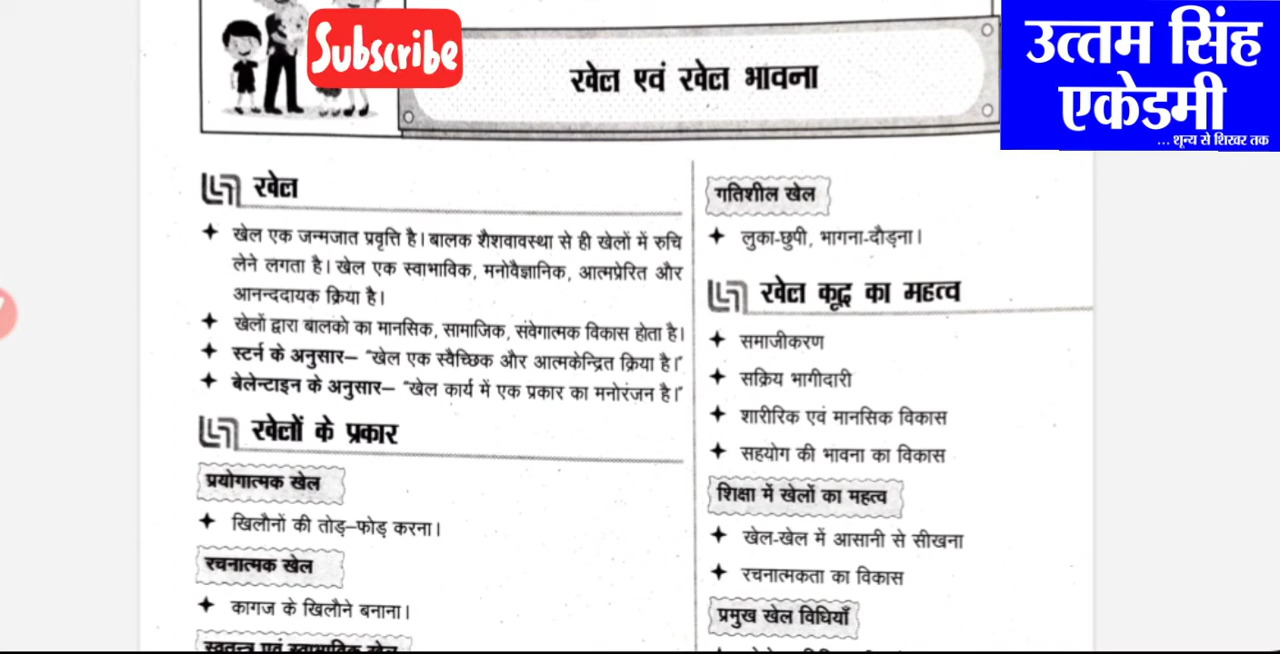 Subscribe
खेल एवं खेल भावना
उत्तम सिंह
एकेडमी
... शून्य से शिखर तक
खेल
खेल एक जन्मजात प्रवृत्ति है। बालक शैशवावस्था से ही खेलों में रुचि
लेने लगता है। खेल एक स्वाभाविक, मनोवैज्ञानिक, आत्मप्रेरित और
आनन्ददायक क्रिया है।
खेलों द्वारा बालको का मानसिक, सामाजिक, संवेगात्मक विकास होता है।
स्टर्न के अनुसार– "खेल एक स्वैच्छिक और आत्मकेन्द्रित क्रिया है।"
बेलेन्टाइन के अनुसार– "खेल कार्य में एक प्रकार का मनोरंजन है।"
खेलों के प्रकार
प्रयोगात्मक खेल
खिलौनों की तोड़–फोड़ करना।
रचनात्मक खेल
कागज के खिलौने बनाना।
स्वतन्त्र एवं स्वाभाविक खेल
गतिशील खेल
लुका-छुपी, भागना-दौड़ना।
खेल कूद का महत्व
समाजीकरण
सक्रिय भागीदारी
शारीरिक एवं मानसिक विकास
सहयोग की भावना का विकास
शिक्षा में खेलों का महत्व
खेल-खेल में आसानी से सीखना
रचनात्मकता का विकास
प्रमुख खेल विधियाँ